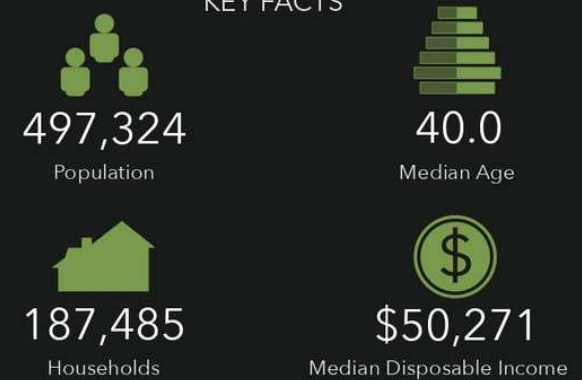 KEY FACTS
497,324
Population
40.0
Median Age
187,485
Households
$
$50,271
Median Disposable Income